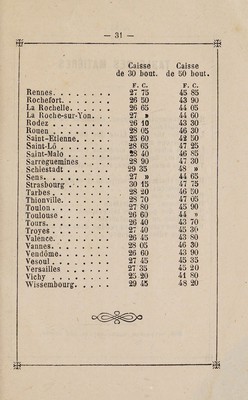 — 31 —
Caisse Caisse
de 30 bout. de 50 bout.
F. C. F. C.
Rennes. . . . . . . 27 75 45 85
Rochefort. . . . . . 26 50 43 90
La Rochelle. . . . . 26 65 44 05
La Roche-sur-Yon. . . 27 » 44 60
Rodez . . . . . . . 26 10 43 30
Rouen . . . . . . . 28 05 46 30
Saint-Etienne. . . . . 25 60 42 50
Saint-Lô . . . . . . 28 65 47 25
Saint-Malo . . . . . 28 40 46 85
Sarreguemines . . . . 28 90 47 30
Schlestadt . . . . . 29 35 48 »
Sens. . . . . . . . 27 » 44 65
Strasbourg . . . . . 30 15 47 75
Tarbes . . . . . . . 28 20 46 50
Thionville. . . . . . 28 70 47 05
Toulon . . . . . . . 27 80 45 90
Toulouse . . . . . . 26 60 44 »
Tours. . . . . . . . 26 40 43 70
Troyes . . . . . . . 27 40 45 30
Valence. . . . . . . 26 45 43 80
Vannes. . . . . . . 28 05 46 30
Vendôme. . . . . . 26 60 43 90
Vesoul . . . . . . . 27 45 45 35
Versailles . . . . . 27 35 45 20
Vichy . . . . . . . 25 20 41 80
Wissembourg. . . . . 29 45 48 20